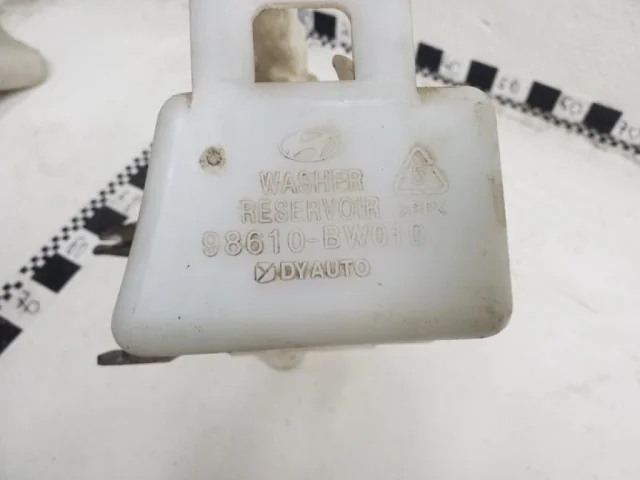 WASHER
RESERVOIR
98610-BW010
DYAUTO